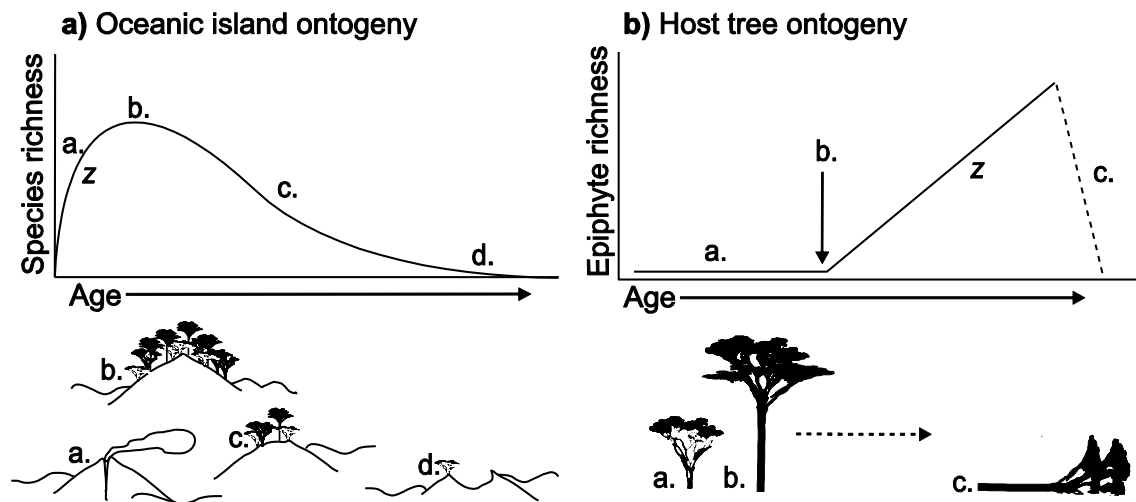 a) Oceanic island ontogeny
Species richness
a.
b.
z
c.
d.
Age
b.
a.
c.
d.
b) Host tree ontogeny
Epiphyte richness
a.
b.
z
c.
Age
a.
b.
c.